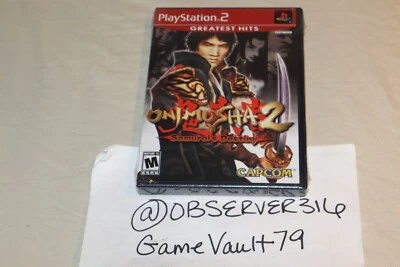 PlayStation 2
GREATEST HITS
ONIMUSHA 2
Samurai's Destiny
M
CAPCOM
@OBSERVER316
GameVault79